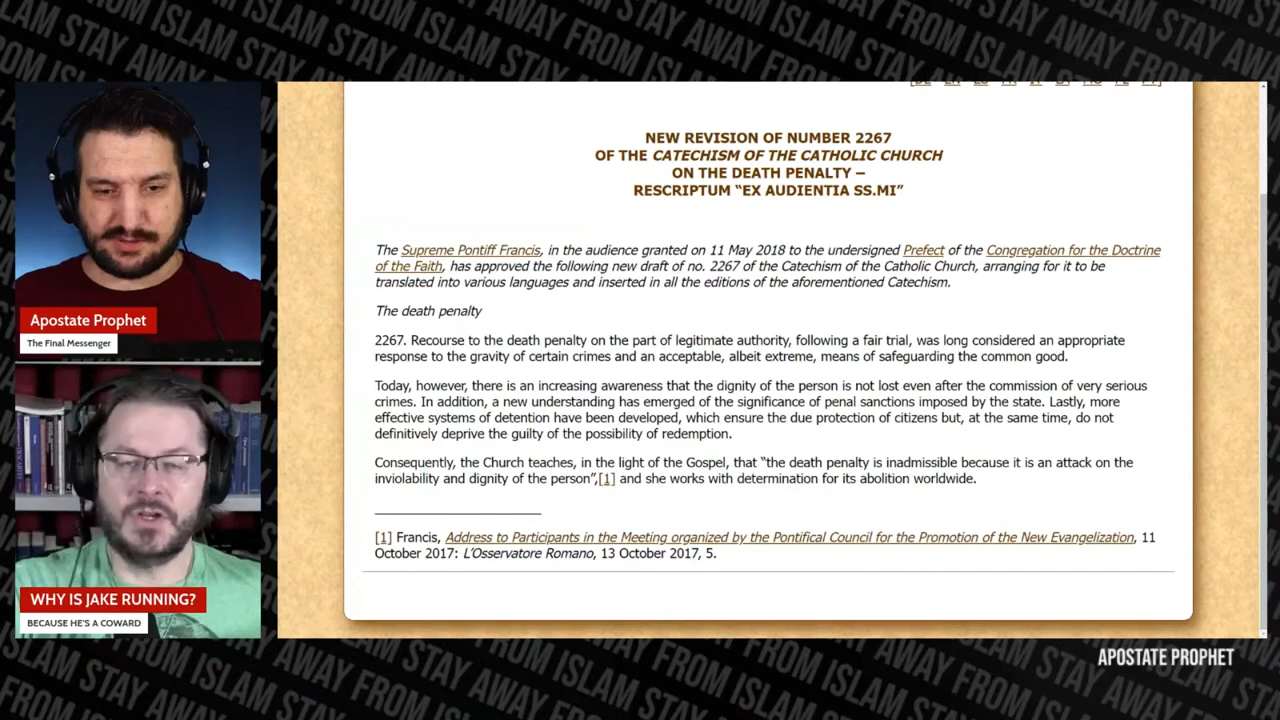 STAY AWAY FROM ISLAM
NEW REVISION OF NUMBER 2267
OF THE CATECHISM OF THE CATHOLIC CHURCH
ON THE DEATH PENALTY –
RESCRIPTUM “EX AUDIENTIA SS.MI”
The Supreme Pontiff Francis, in the audience granted on 11 May 2018 to the undersigned Prefect of the Congregation for the Doctrine
of the Faith, has approved the following new draft of no. 2267 of the Catechism of the Catholic Church, arranging for it to be
translated into various languages and inserted in all the editions of the aforementioned Catechism.
The death penalty
2267. Recourse to the death penalty on the part of legitimate authority, following a fair trial, was long considered an appropriate
response to the gravity of certain crimes and an acceptable, albeit extreme, means of safeguarding the common good.
Today, however, there is an increasing awareness that the dignity of the person is not lost even after the commission of very serious
crimes. In addition, a new understanding has emerged of the significance of penal sanctions imposed by the state. Lastly, more
effective systems of detention have been developed, which ensure the due protection of citizens but, at the same time, do not
definitively deprive the guilty of the possibility of redemption.
Consequently, the Church teaches, in the light of the Gospel, that “the death penalty is inadmissible because it is an attack on the
inviolability and dignity of the person”,[1] and she works with determination for its abolition worldwide.
[1] Francis, Address to Participants in the Meeting organized by the Pontifical Council for the Promotion of the New Evangelization, 11
October 2017: L’Osservatore Romano, 13 October 2017, 5.
Apostate Prophet
The Final Messenger
WHY IS JAKE RUNNING?
BECAUSE HE'S A COWARD
APOSTATE PROPHET